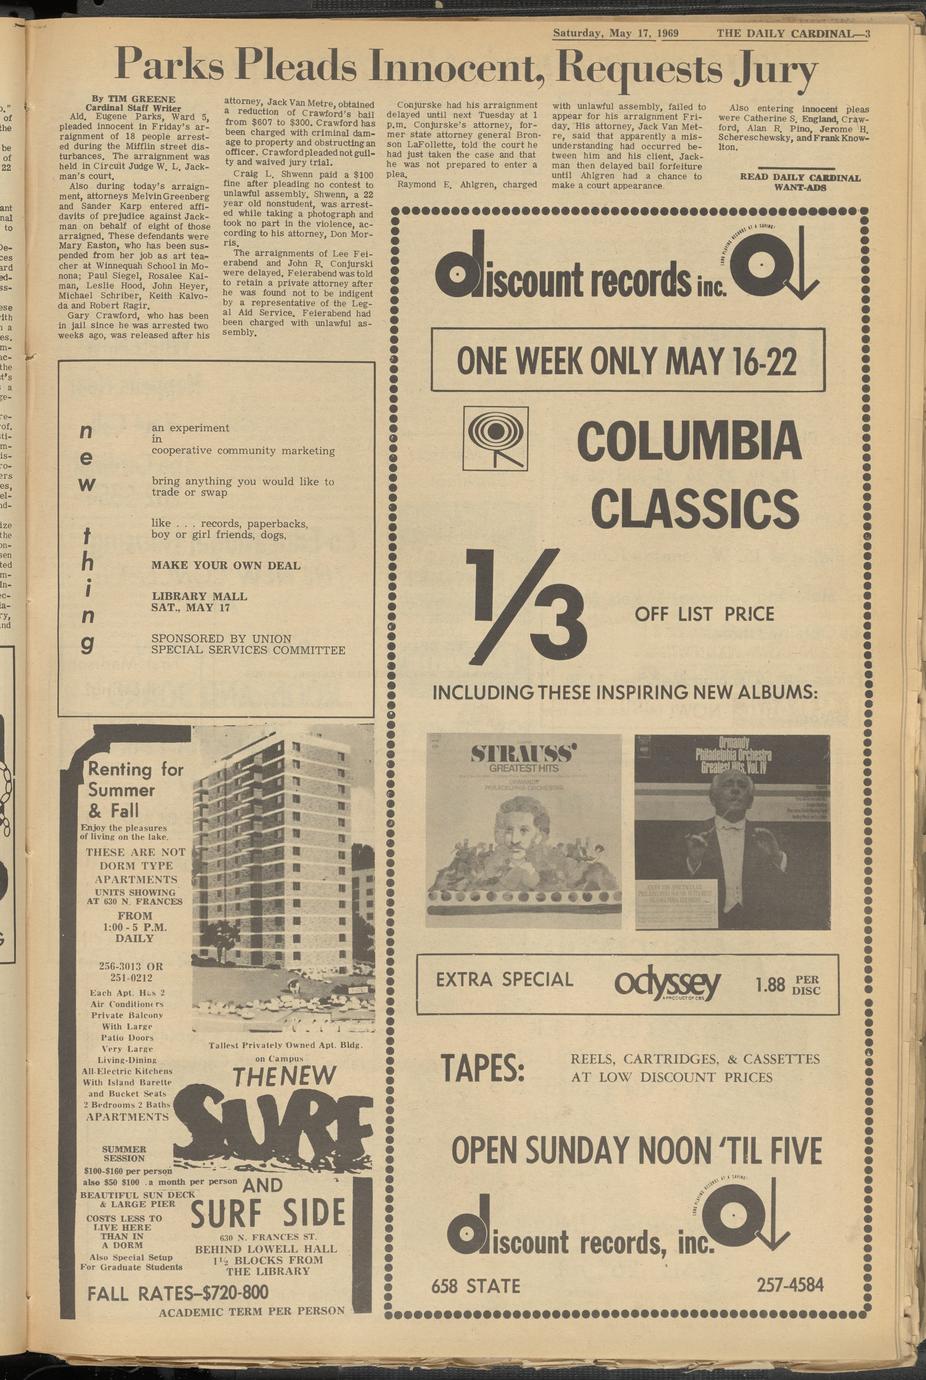 Saturday, May 17, 1969 THE DAILY CARDINAL—3
Parks Pleads Innocent, Requests Jury
By TIM GREENE
Cardinal Staff Writer
Ald. Eugene Parks, Ward 5,
pleaded innocent in Friday's ar-
raignment of 18 people arrest-
ed during the Mifflin street dis-
turbances. The arraignment was
held in Circuit Judge W. L. Jack-
man's court.
Also during today's arraign-
ment, attorneys Melvin Greenberg
and Sander Karp entered affi-
davits of prejudice against Jack-
man on behalf of eight of those
arraigned. These defendants were
Mary Easton, who has been sus-
pended from her job as art tea-
cher at Winnequah School in Mo-
nona; Paul Siegel, Rosalee Kai-
man, Leslie Hood, John Heyer,
Michael Schriber, Keith Kalvo-
da and Robert Ragir.
Gary Crawford, who has been
in jail since he was arrested two
weeks ago, was released after his
attorney, Jack Van Metre, obtained
a reduction of Crawford's bail
from $607 to $300. Crawford has
been charged with criminal dam-
age to property and obstructing an
officer. Crawford pleaded not guil-
ty and waived jury trial.
Craig L. Shwenn paid a $100
fine after pleading no contest to
unlawful assembly. Shwenn, a 22
year old nonstudent, was arrest-
ed while taking a photograph and
took no part in the violence, ac-
cording to his attorney, Don Mor-
ris.
The arraignments of Lee Fei-
erabend and John R. Conjurski
were delayed. Feierabend was told
to retain a private attorney after
he was found not to be indigent
by a representative of the Leg-
al Aid Service. Feierabend had
been charged with unlawful as-
sembly.
Conjurske had his arraignment
delayed until next Tuesday at 1
p.m. Conjurske's attorney, for-
mer state attorney general Bron-
son LaFollette, told the court he
had just taken the case and that
he was not prepared to enter a
plea.
Raymond E. Ahlgren, charged
with unlawful assembly, failed to
appear for his arraignment Fri-
day. His attorney, Jack Van Met-
re, said that apparently a mis-
understanding had occurred be-
tween him and his client. Jack-
man then delayed bail forfeiture
until Ahlgren had a chance to
make a court appearance.
Also entering innocent pleas
were Catherine S. England, Craw-
ford, Alan R. Pino, Jerome H.
Schereschewsky, and Frank Know-
lton.
READ DAILY CARDINAL
WANT-ADS
new thing
an experiment
in
cooperative community marketing
bring anything you would like to
trade or swap
like . . . records, paperbacks,
boy or girl friends, dogs,
MAKE YOUR OWN DEAL
LIBRARY MALL
SAT., MAY 17
SPONSORED BY UNION
SPECIAL SERVICES COMMITTEE
Renting for
Summer
& Fall
Enjoy the pleasures
of living on the lake.
THESE ARE NOT
DORM TYPE
APARTMENTS
UNITS SHOWING
AT 630 N. FRANCES
FROM
1:00 - 5 P.M.
DAILY
256-3013 OR
251-0212
Each Apt. Has 2
Air Conditioners
Private Balcony
With Large
Patio Doors
Very Large
Living-Dining
All-Electric Kitchens
With Island Barette
and Bucket Seats
2 Bedrooms 2 Baths
APARTMENTS
SUMMER
SESSION
$100-$160 per person
also $50 $100 .a month per person
BEAUTIFUL SUN DECK
& LARGE PIER
COSTS LESS TO
LIVE HERE
THAN IN
A DORM
Also Special Setup
For Graduate Students
Tallest Privately Owned Apt. Bldg.
on Campus
THE NEW
SURF
AND
SURF SIDE
630 N. FRANCES ST.
BEHIND LOWELL HALL
1½ BLOCKS FROM
THE LIBRARY
FALL RATES—$720-800
ACADEMIC TERM PER PERSON
discount records inc.
LONG PLAYING RECORDS AT A SAVING!
ONE WEEK ONLY MAY 16-22
COLUMBIA
CLASSICS
1/3
OFF LIST PRICE
INCLUDING THESE INSPIRING NEW ALBUMS:
STRAUSS'
GREATEST HITS
ORMANDY
PHILADELPHIA ORCHESTRA
Ormandy
Philadelphia Orchestra
Greatest Hits, Vol. IV
EXTRA SPECIAL odyssey 1.88 PER DISC
A PRODUCT OF CBS
TAPES:
REELS, CARTRIDGES, & CASSETTES
AT LOW DISCOUNT PRICES
OPEN SUNDAY NOON 'TIL FIVE
LONG PLAYING RECORDS AT A SAVING!
discount records, inc.
658 STATE 257-4584